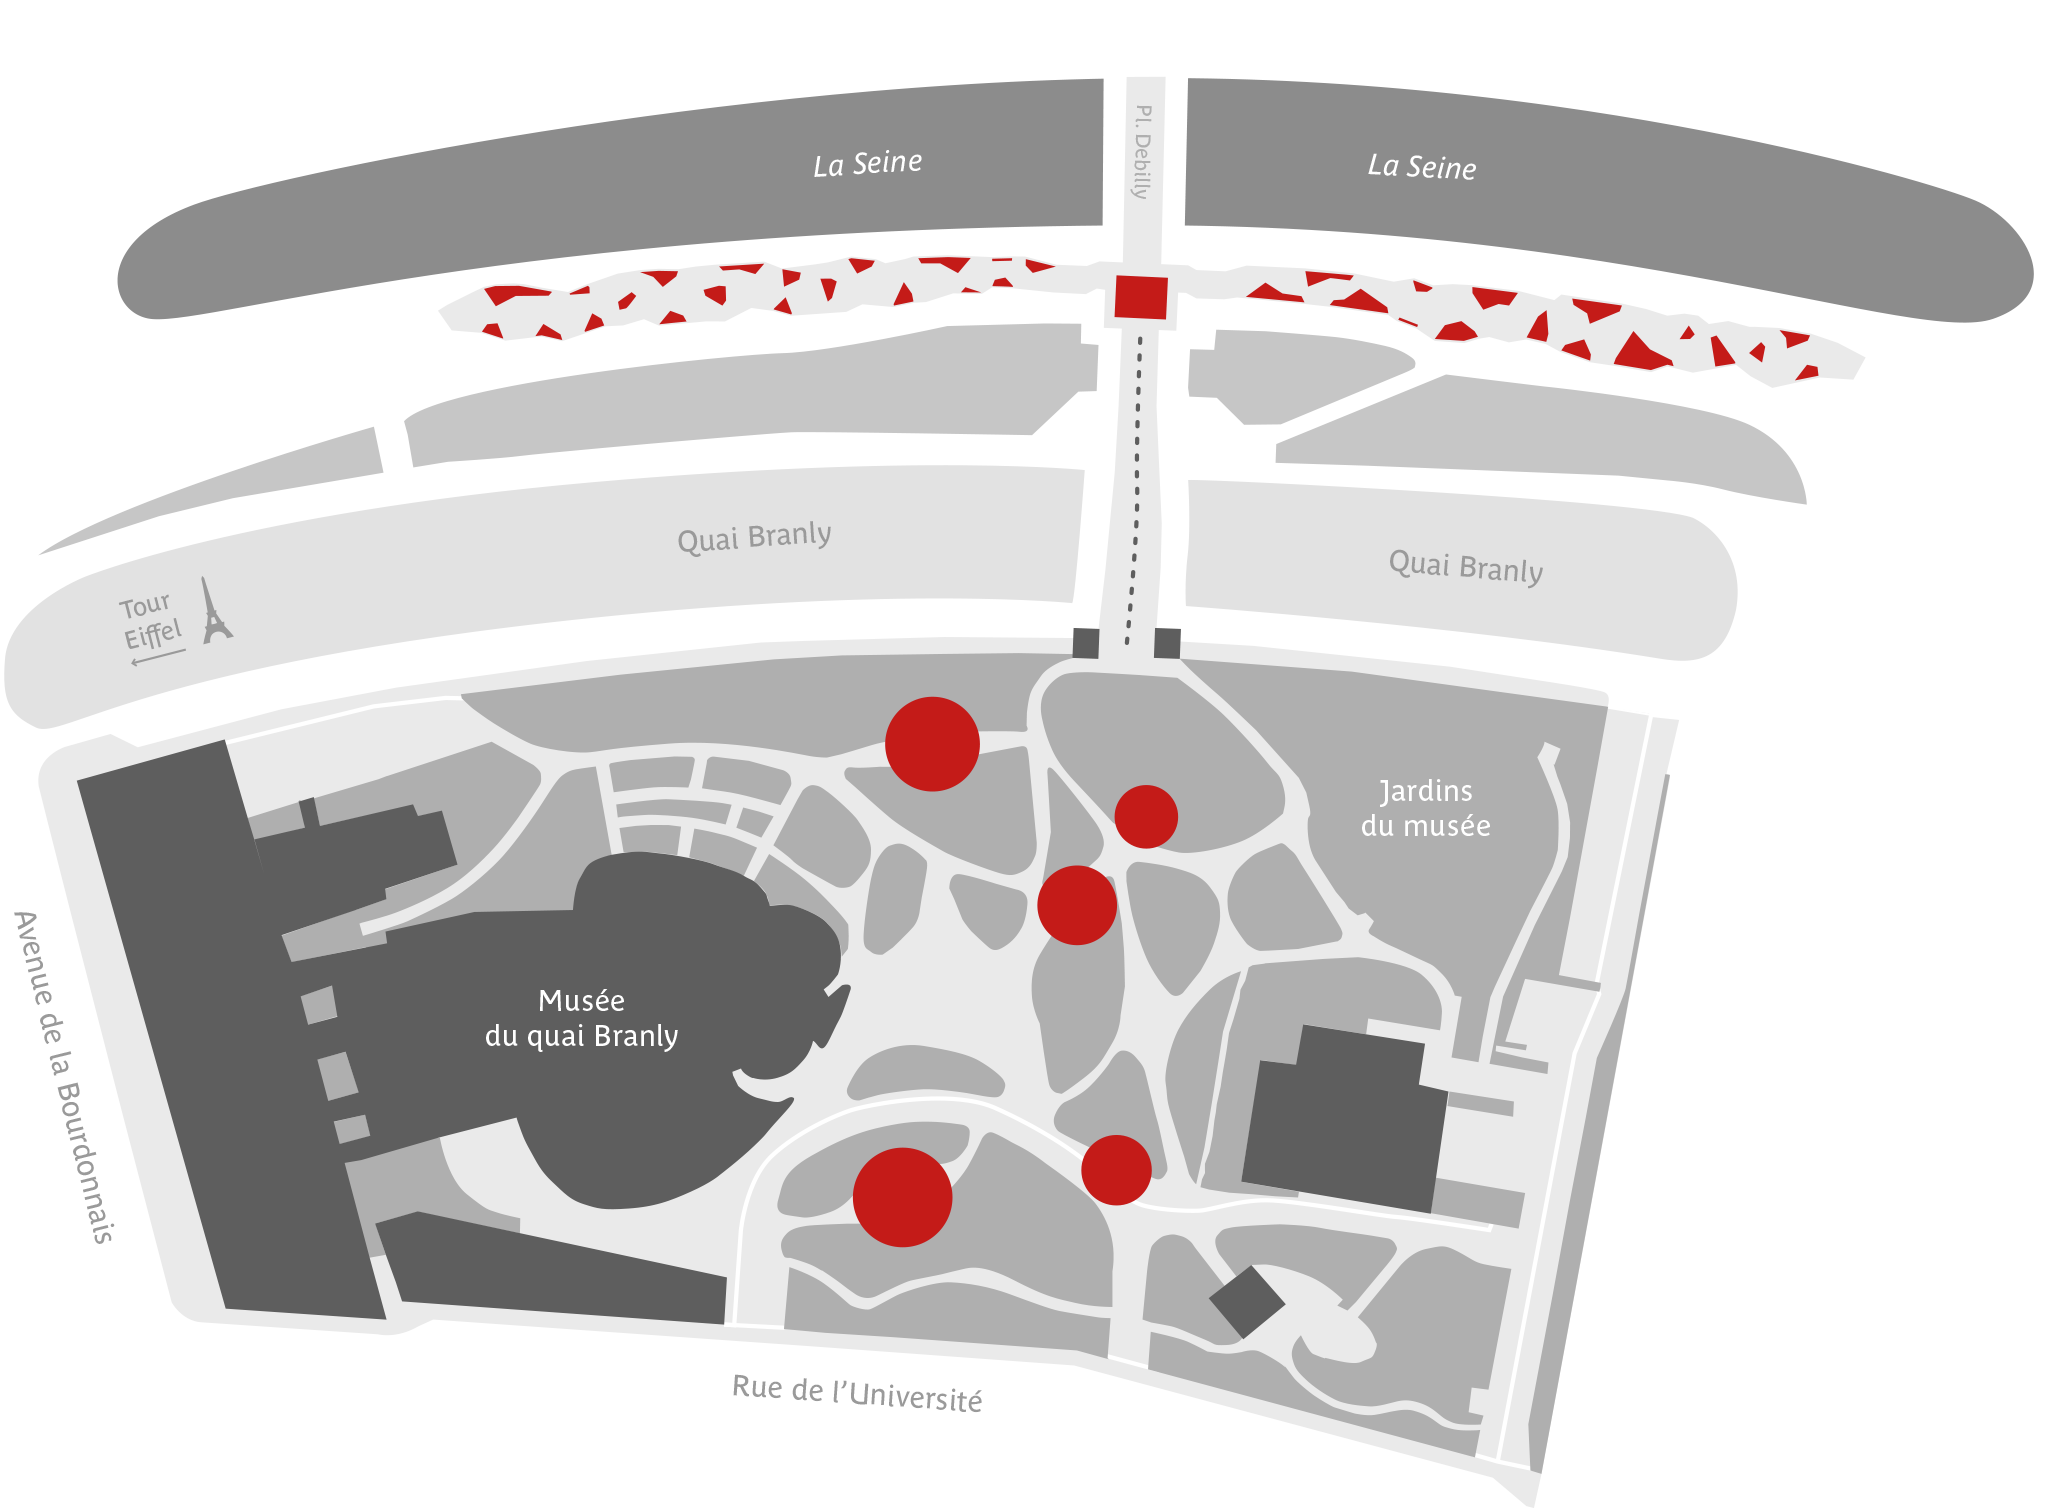 Pl. Debilly
La Seine
La Seine
Quai Branly
Quai Branly
Tour
Eiffel
Jardins
du musée
Musée
du quai Branly
Avenue de la Bourdonnais
Rue de l’Université